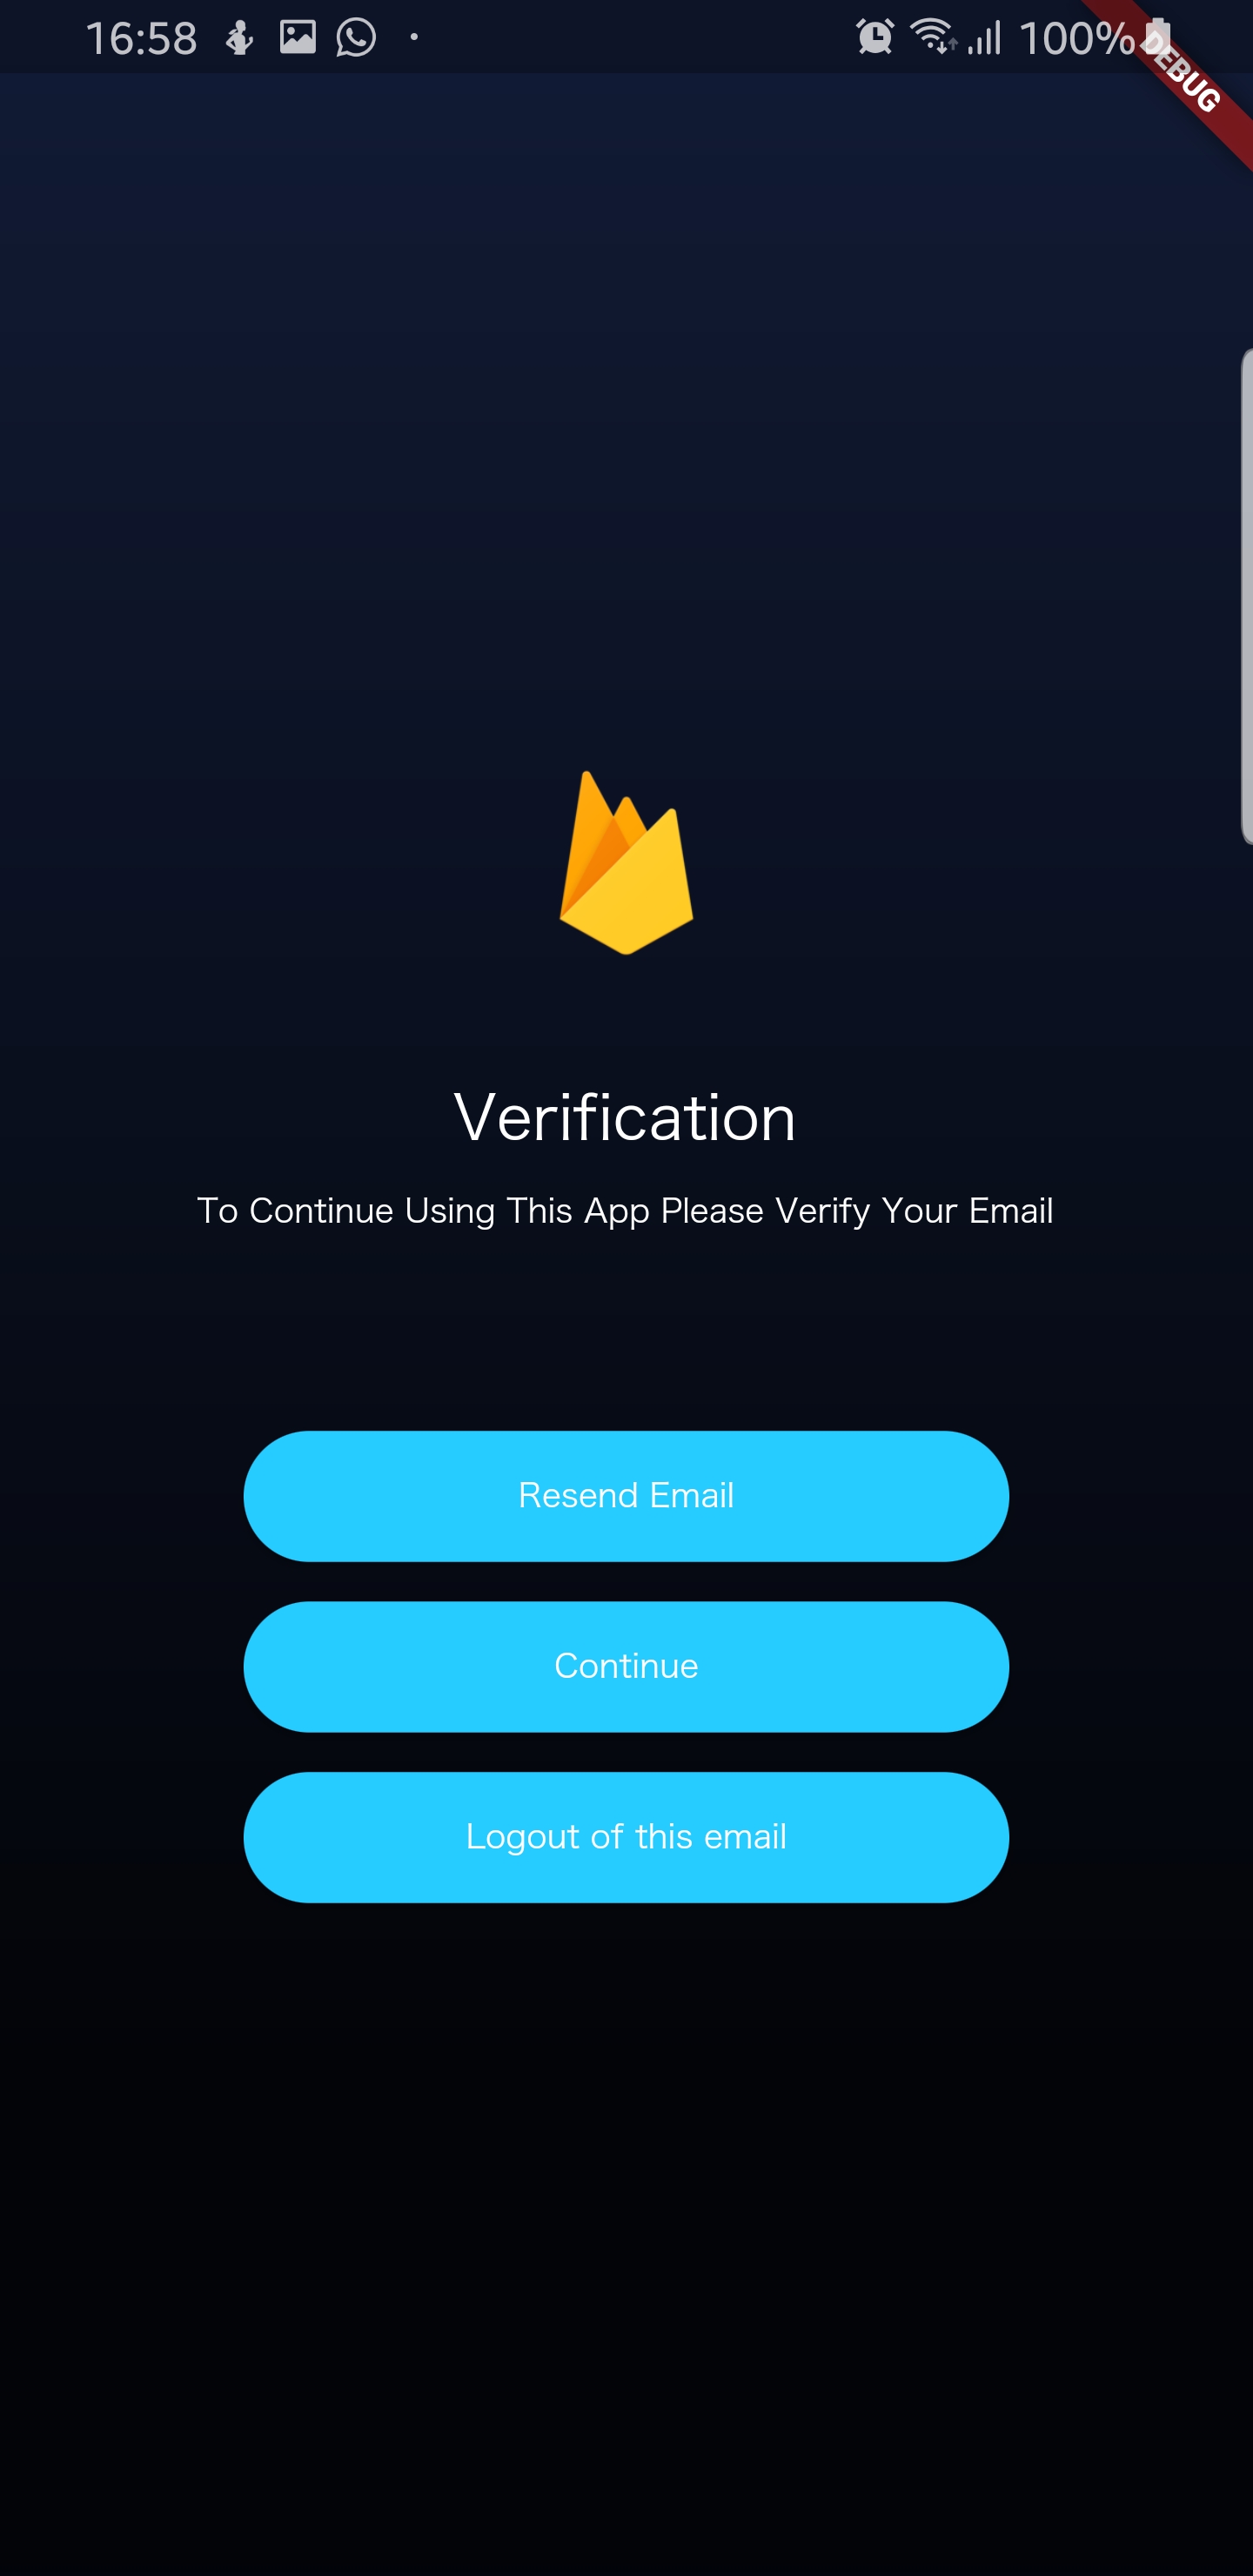 16:58
100%
DEBUG
Verification
To Continue Using This App Please Verify Your Email
Resend Email
Continue
Logout of this email